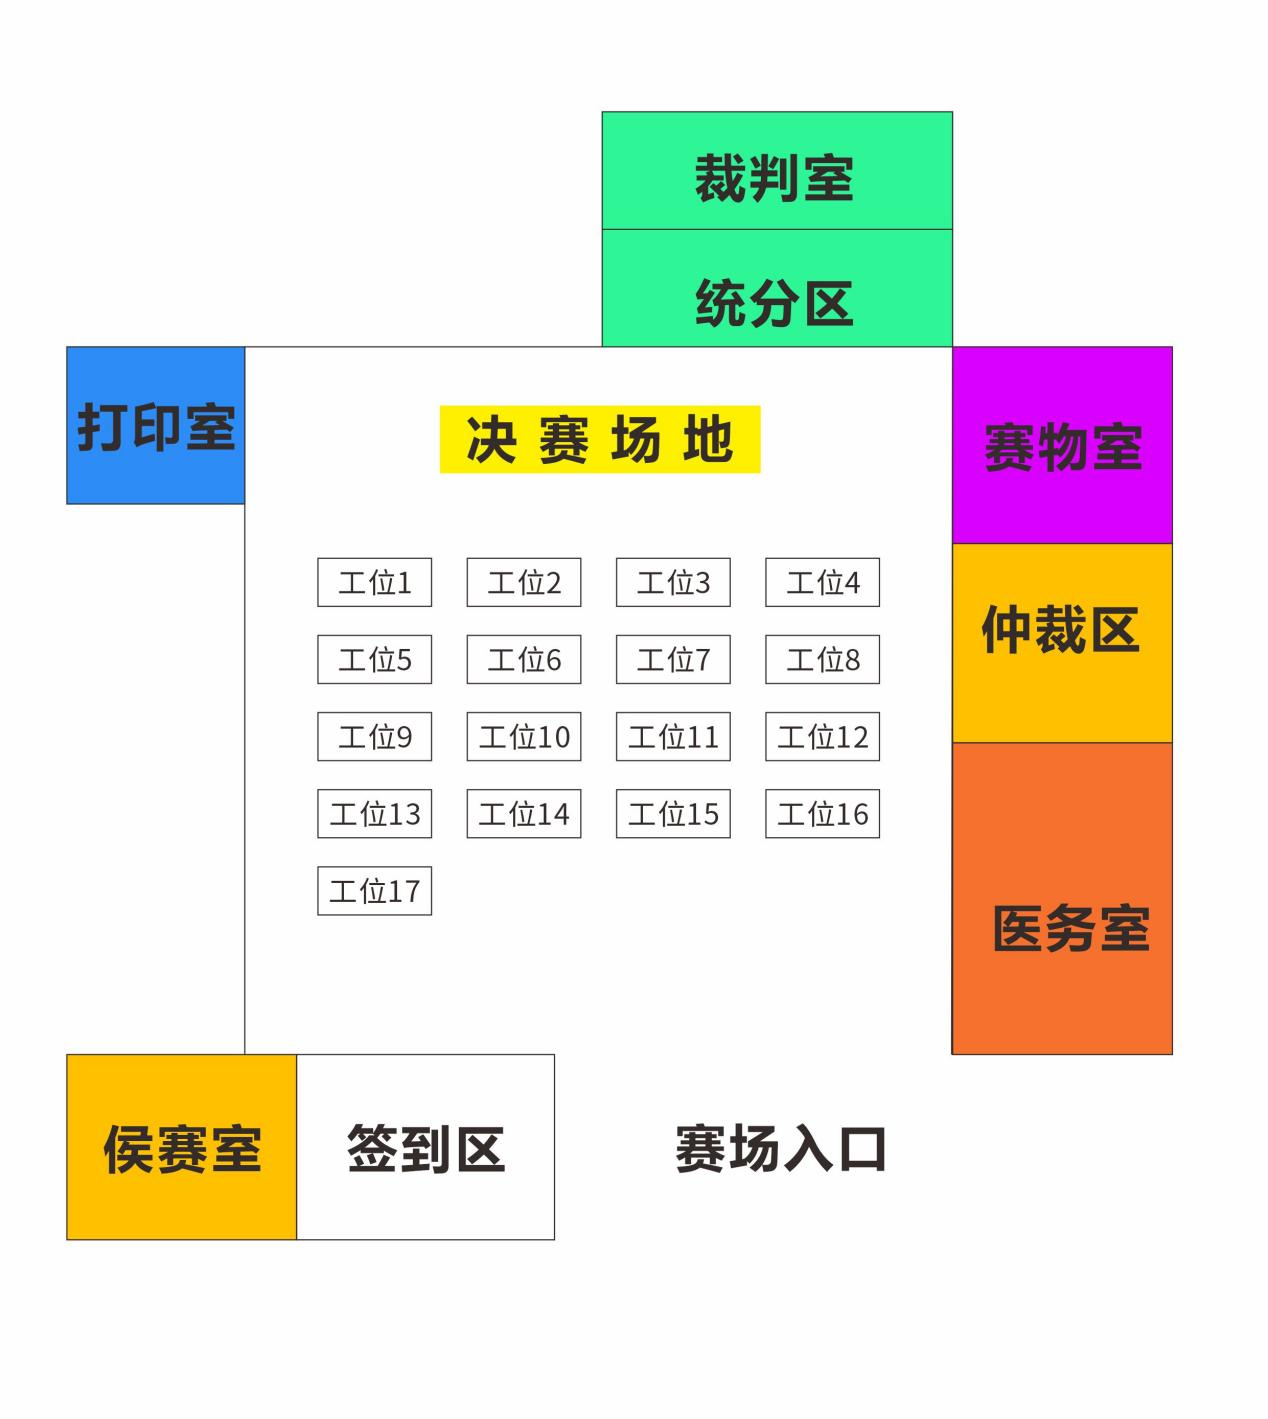 裁判室
统分区
打印室
决赛场地
赛物室
工位1
工位2
工位3
工位4
仲裁区
工位5
工位6
工位7
工位8
工位9
工位10
工位11
工位12
工位13
工位14
工位15
工位16
工位17
医务室
侯赛室
签到区
赛场入口